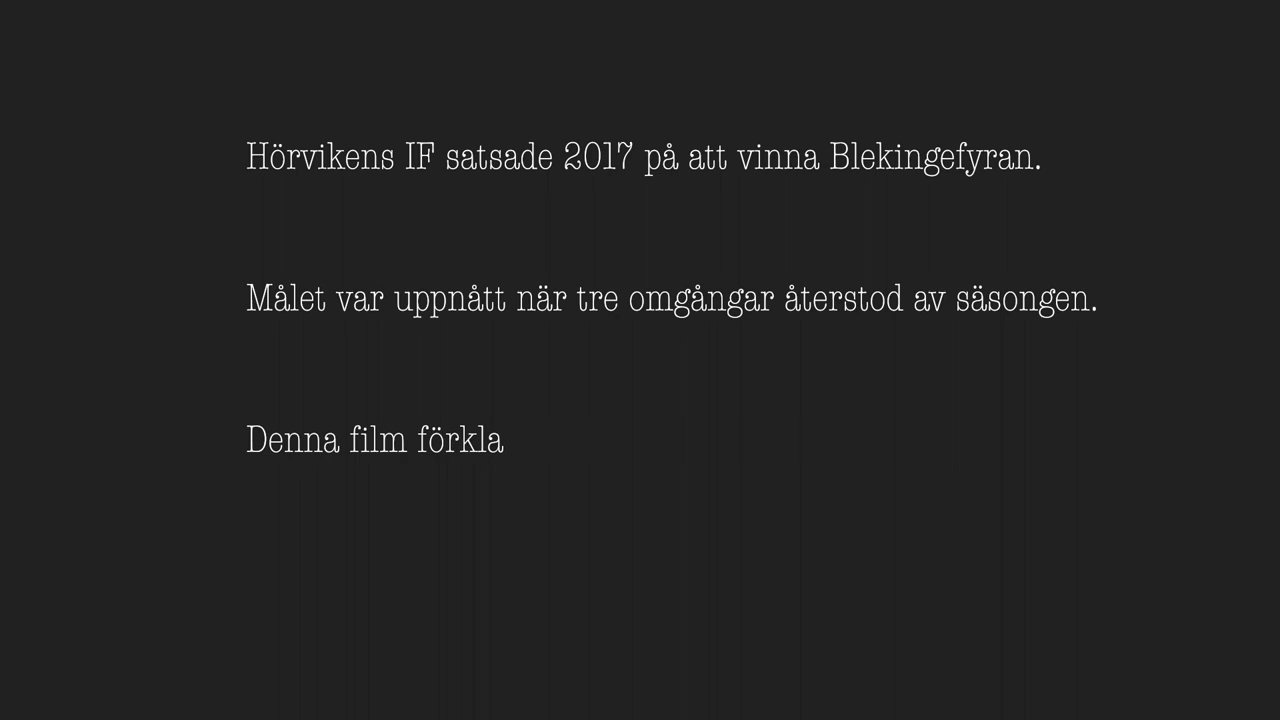 Hörvikens IF satsade 2017 på att vinna Blekingefyran.
Målet var uppnått när tre omgångar återstod av säsongen.
Denna film förkla